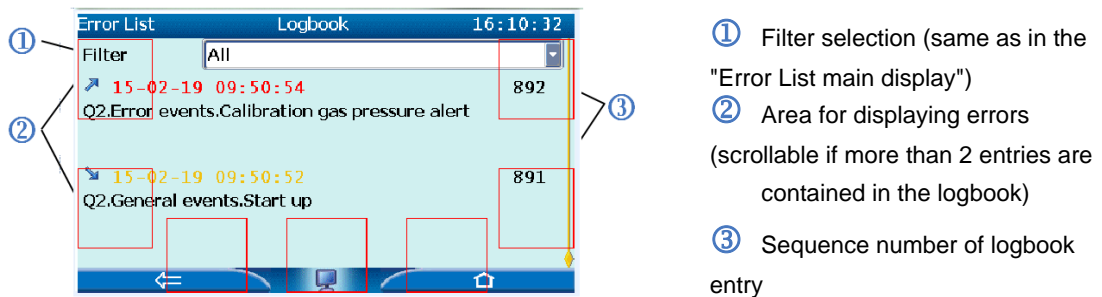 Error List Logbook 16:10:32
① Filter All
15-02-19 09:50:54 892
Q2.Error events.Calibration gas pressure alert
② ③
15-02-19 09:50:52 891
Q2.General events.Start up
① Filter selection (same as in the
"Error List main display")
② Area for displaying errors
(scrollable if more than 2 entries are
contained in the logbook)
③ Sequence number of logbook
entry